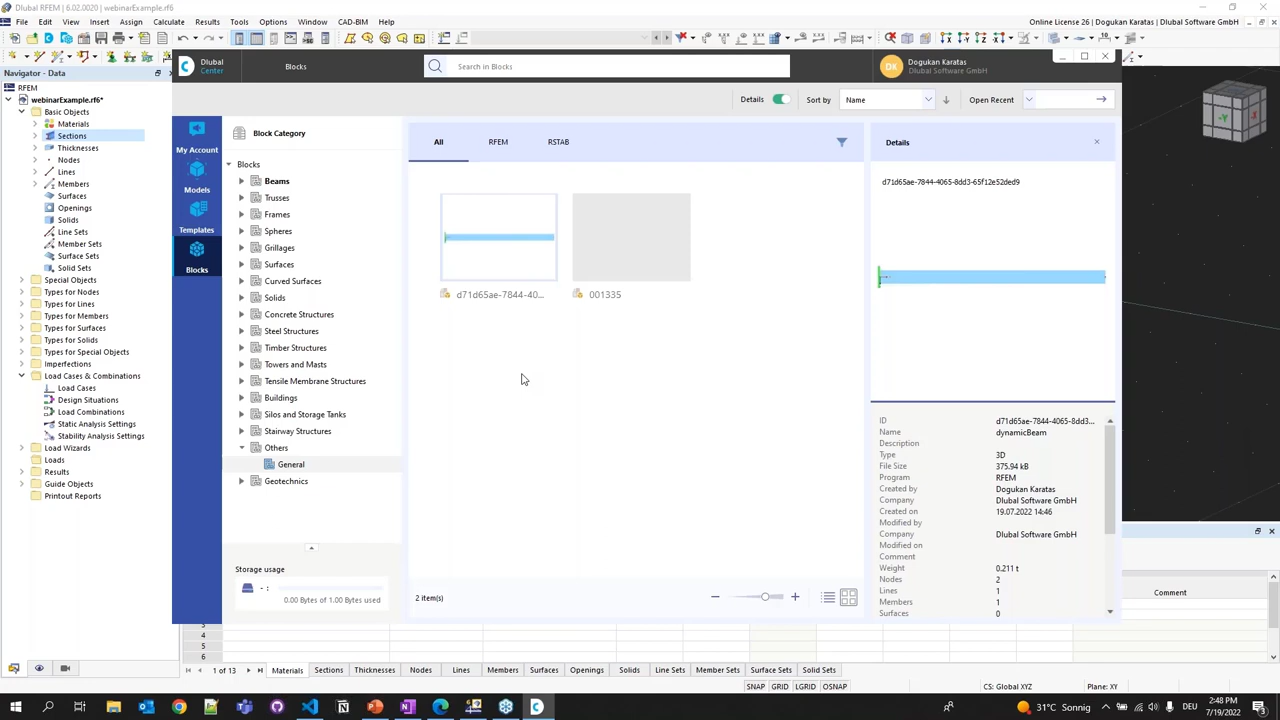 Dlubal RFEM | 6.02.0020 | webinarExample.rf6*
File Edit View Insert Assign Calculate Results Tools Options Window CAD-BIM Help
Online License 26 | Dogukan Karatas | Dlubal Software GmbH
Navigator - Data
RFEM
webinarExample.rf6*
Basic Objects
Materials
Sections
Thicknesses
Nodes
Lines
Members
Surfaces
Openings
Solids
Line Sets
Member Sets
Surface Sets
Solid Sets
Special Objects
Types for Nodes
Types for Lines
Types for Members
Types for Surfaces
Types for Solids
Types for Special Objects
Imperfections
Load Cases & Combinations
Load Cases
Design Situations
Load Combinations
Static Analysis Settings
Stability Analysis Settings
Load Wizards
Loads
Results
Guide Objects
Printout Reports
Dlubal
Center
Blocks
Search in Blocks
DK
Dogukan Karatas
Dlubal Software GmbH
Details
Sort by
Name
Open Recent
My Account
Models
Templates
Blocks
Block Category
Blocks
Beams
Trusses
Frames
Spheres
Grillages
Surfaces
Curved Surfaces
Solids
Concrete Structures
Steel Structures
Timber Structures
Towers and Masts
Tensile Membrane Structures
Buildings
Silos and Storage Tanks
Stairway Structures
Others
General
Geotechnics
Storage usage
- :
0.00 Bytes of 1.00 Bytes used
All RFEM RSTAB
d71d65ae-7844-40...
001335
2 item(s)
Details
d71d65ae-7844-4065-8dd3-65f12e52ded9
ID d71d65ae-7844-4065-8dd3...
Name dynamicBeam
Description
Type 3D
File Size 375.94 kB
Program RFEM
Created by Dogukan Karatas
Company Dlubal Software GmbH
Created on 19.07.2022 14:46
Modified by
Company Dlubal Software GmbH
Modified on
Comment
Weight 0.211 t
Nodes 2
Lines 1
Members 1
Surfaces 0
Comment
3
4
5
6
1 of 13
Materials Sections Thicknesses Nodes Lines Members Surfaces Openings Solids Line Sets Member Sets Surface Sets Solid Sets
SNAP GRID LGRID OSNAP
CS: Global XYZ
Plane: XY
31°C Sonnig
DEU
2:48 PM
7/19/2022